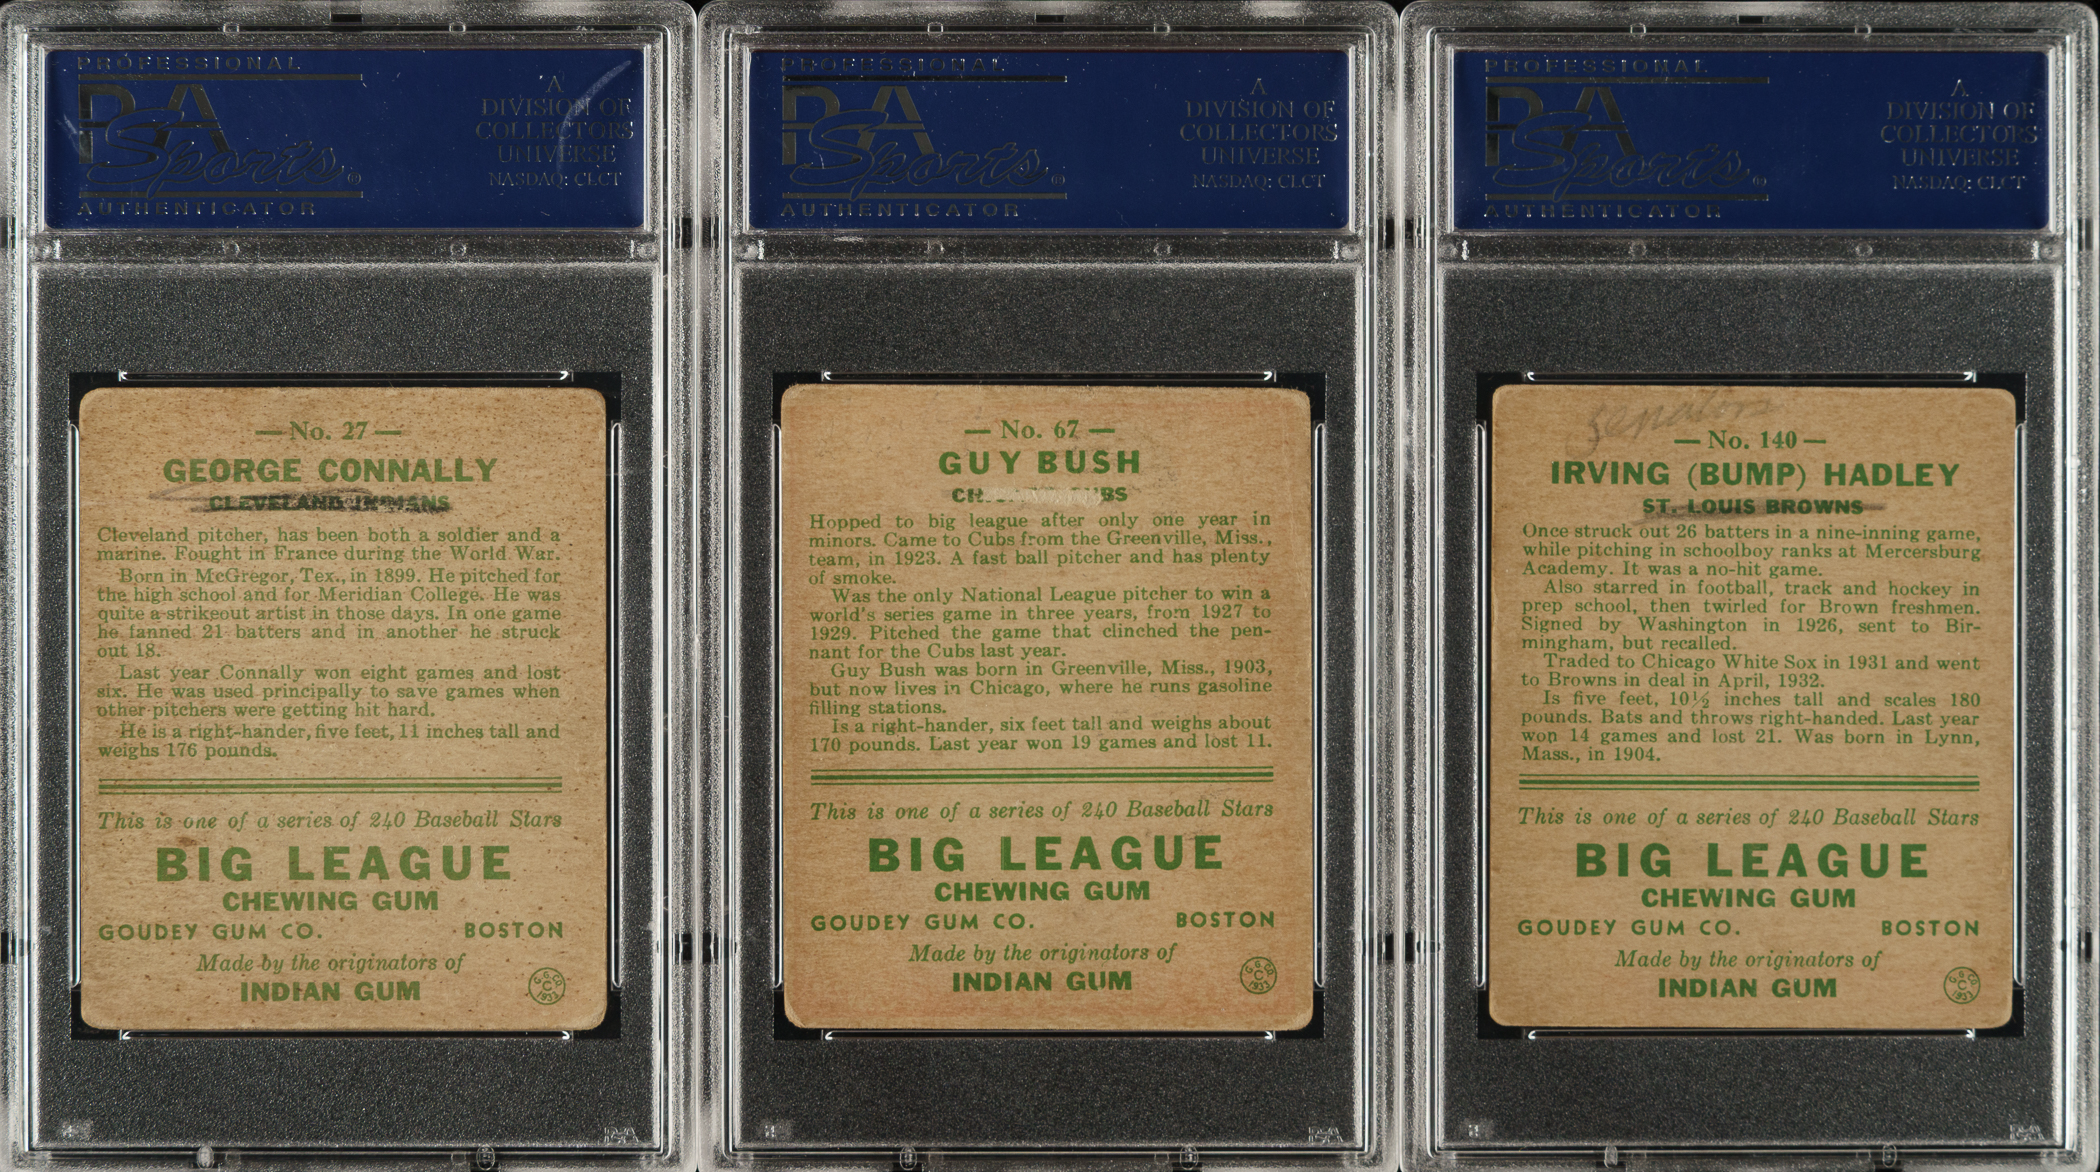 PROFESSIONAL
PSA
Sports®
AUTHENTICATOR
A
DIVISION OF
COLLECTORS
UNIVERSE
NASDAQ: CLCT
— No. 27 —
GEORGE CONNALLY
CLEVELAND INDIANS
Cleveland pitcher, has been both a soldier and a
marine. Fought in France during the World War.
Born in McGregor, Tex., in 1899. He pitched for
the high school and for Meridian College. He was
quite a strikeout artist in those days. In one game
he fanned 21 batters and in another he struck
out 18.
Last year Connally won eight games and lost
six. He was used principally to save games when
other pitchers were getting hit hard.
He is a right-hander, five feet, 11 inches tall and
weighs 176 pounds.
This is one of a series of 240 Baseball Stars
BIG LEAGUE
CHEWING GUM
GOUDEY GUM CO. BOSTON
Made by the originators of
INDIAN GUM
G.G.CO.
C
1933
PSA
PROFESSIONAL
PSA
Sports®
AUTHENTICATOR
A
DIVISION OF
COLLECTORS
UNIVERSE
NASDAQ: CLCT
— No. 67 —
GUY BUSH
CUBS
Hopped to big league after only one year in
minors. Came to Cubs from the Greenville, Miss.,
team, in 1923. A fast ball pitcher and has plenty
of smoke.
Was the only National League pitcher to win a
world's series game in three years, from 1927 to
1929. Pitched the game that clinched the pen-
nant for the Cubs last year.
Guy Bush was born in Greenville, Miss., 1903,
but now lives in Chicago, where he runs gasoline
filling stations.
Is a right-hander, six feet tall and weighs about
170 pounds. Last year won 19 games and lost 11.
This is one of a series of 240 Baseball Stars
BIG LEAGUE
CHEWING GUM
GOUDEY GUM CO. BOSTON
Made by the originators of
INDIAN GUM
G.G.CO.
C
1933
PSA
PROFESSIONAL
PSA
Sports®
AUTHENTICATOR
A
DIVISION OF
COLLECTORS
UNIVERSE
NASDAQ: CLCT
Senators
— No. 140 —
IRVING (BUMP) HADLEY
ST. LOUIS BROWNS
Once struck out 26 batters in a nine-inning game,
while pitching in schoolboy ranks at Mercersburg
Academy. It was a no-hit game.
Also starred in football, track and hockey in
prep school, then twirled for Brown freshmen.
Signed by Washington in 1926, sent to Bir-
mingham, but recalled.
Traded to Chicago White Sox in 1931 and went
to Browns in deal in April, 1932.
Is five feet, 10½ inches tall and scales 180
pounds. Bats and throws right-handed. Last year
won 14 games and lost 21. Was born in Lynn,
Mass., in 1904.
This is one of a series of 240 Baseball Stars
BIG LEAGUE
CHEWING GUM
GOUDEY GUM CO. BOSTON
Made by the originators of
INDIAN GUM
G.G.CO.
C
1933
PSA